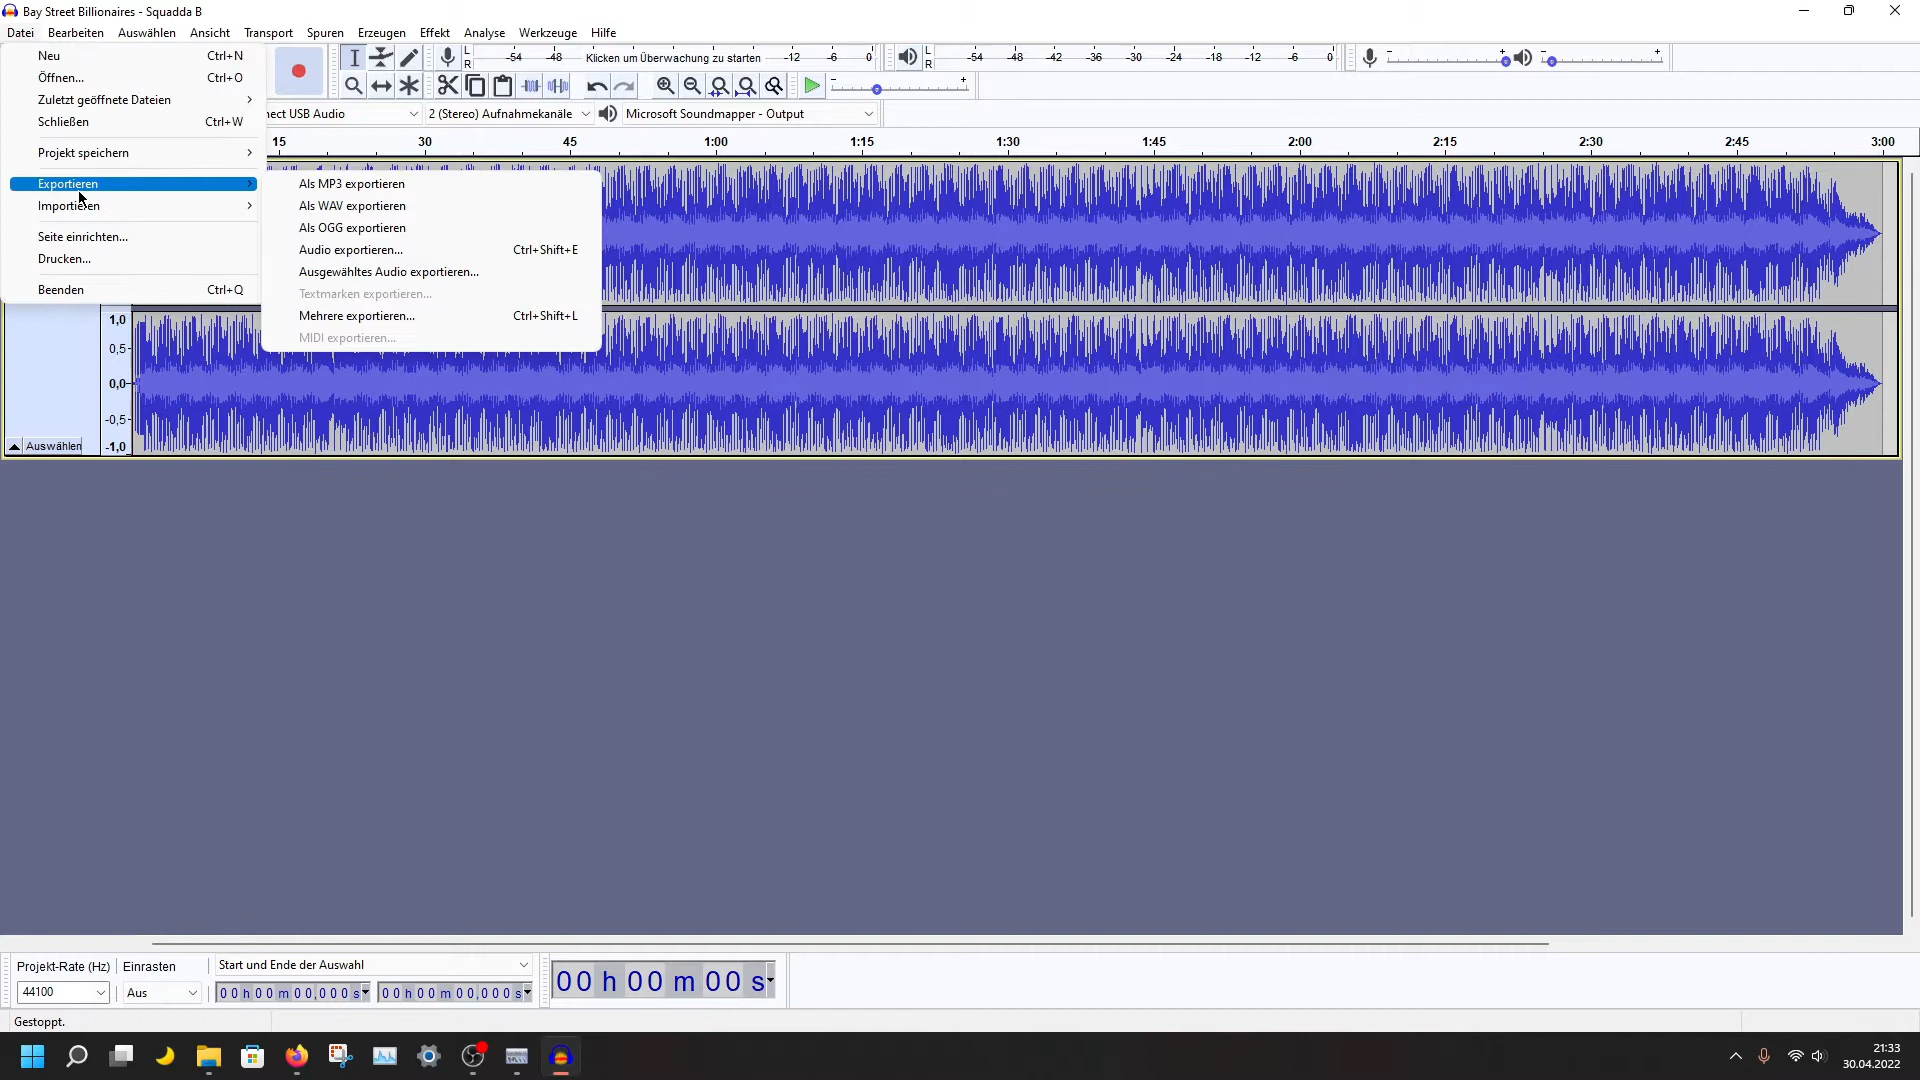 Bay Street Billionaires - Squadda B
Datei Bearbeiten Auswählen Ansicht Transport Spuren Erzeugen Effekt Analyse Werkzeuge Hilfe
Neu Ctrl+N
Öffnen... Ctrl+O
Zuletzt geöffnete Dateien
Schließen Ctrl+W
Projekt speichern
Exportieren
Importieren
Seite einrichten...
Drucken...
Beenden Ctrl+Q
Als MP3 exportieren
Als WAV exportieren
Als OGG exportieren
Audio exportieren... Ctrl+Shift+E
Ausgewähltes Audio exportieren...
Textmarken exportieren...
Mehrere exportieren... Ctrl+Shift+L
MIDI exportieren...
L R -54 -48 Klicken um Überwachung zu starten -12 -6 0
L R -54 -48 -42 -36 -30 -24 -18 -12 -6 0
- + - +
- +
nect USB Audio 2 (Stereo) Aufnahmekanäle Microsoft Soundmapper - Output
15 30 45 1:00 1:15 1:30 1:45 2:00 2:15 2:30 2:45 3:00
1,0
0,5
0,0
-0,5
-1,0
Auswählen
Projekt-Rate (Hz) Einrasten Start und Ende der Auswahl
44100 Aus 00 h 00 m 00,000 s 00 h 00 m 00,000 s
00 h 00 m 00 s
Gestoppt.
21:33
30.04.2022